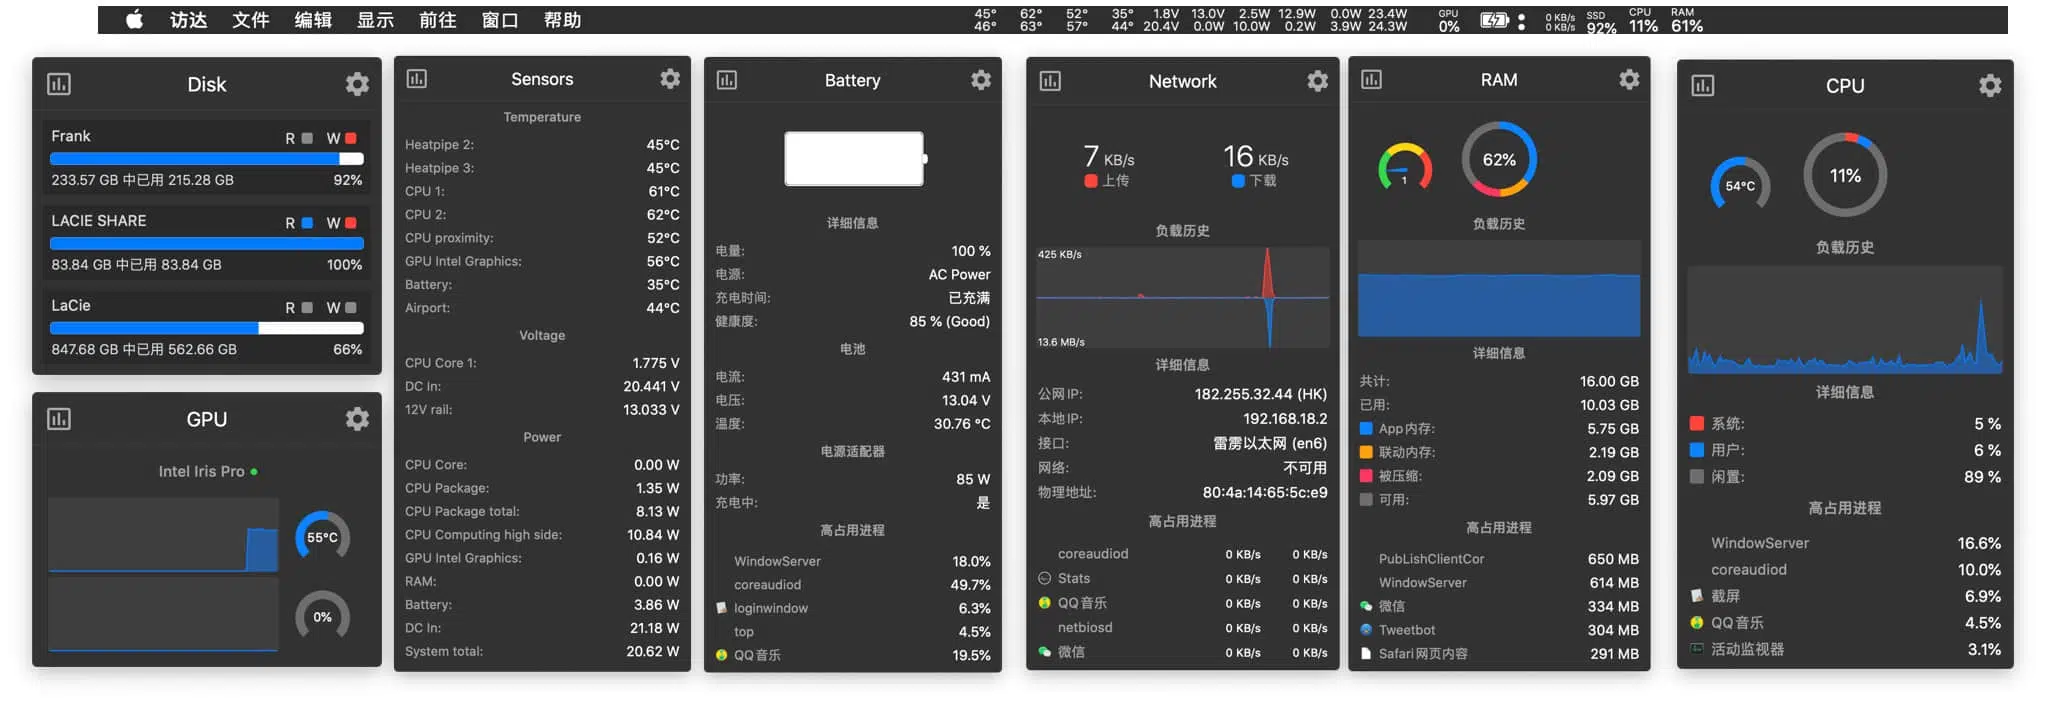 访达 文件 编辑 显示 前往 窗口 帮助
45° 62° 52° 35° 1.8V 13.0V 2.5W 12.9W 0.0W 23.4W GPU 0 KB/s SSD CPU RAM
46° 63° 57° 44° 20.4V 0.0W 10.0W 0.2W 3.9W 24.3W 0% 0 KB/s 92% 11% 61%
Disk
Frank R W
233.57 GB 中已用 215.28 GB 92%
LACIE SHARE R W
83.84 GB 中已用 83.84 GB 100%
LaCie R W
847.68 GB 中已用 562.66 GB 66%
GPU
Intel Iris Pro
55°C
0%
Sensors
Temperature
Heatpipe 2: 45°C
Heatpipe 3: 45°C
CPU 1: 61°C
CPU 2: 62°C
CPU proximity: 52°C
GPU Intel Graphics: 56°C
Battery: 35°C
Airport: 44°C
Voltage
CPU Core 1: 1.775 V
DC In: 20.441 V
12V rail: 13.033 V
Power
CPU Core: 0.00 W
CPU Package: 1.35 W
CPU Package total: 8.13 W
CPU Computing high side: 10.84 W
GPU Intel Graphics: 0.16 W
RAM: 0.00 W
Battery: 3.86 W
DC In: 21.18 W
System total: 20.62 W
Battery
详细信息
电量: 100 %
电源: AC Power
充电时间: 已充满
健康度: 85 % (Good)
电池
电流: 431 mA
电压: 13.04 V
温度: 30.76 °C
电源适配器
功率: 85 W
充电中: 是
高占用进程
WindowServer 18.0%
coreaudiod 49.7%
loginwindow 6.3%
top 4.5%
QQ音乐 19.5%
Network
7 KB/s 16 KB/s
上传 下载
负载历史
425 KB/s
13.6 MB/s
详细信息
公网IP: 182.255.32.44 (HK)
本地IP: 192.168.18.2
接口: 雷雳以太网 (en6)
网络: 不可用
物理地址: 80:4a:14:65:5c:e9
高占用进程
coreaudiod 0 KB/s 0 KB/s
Stats 0 KB/s 0 KB/s
QQ音乐 0 KB/s 0 KB/s
netbiosd 0 KB/s 0 KB/s
微信 0 KB/s 0 KB/s
RAM
1
62%
负载历史
详细信息
共计: 16.00 GB
已用: 10.03 GB
App内存: 5.75 GB
联动内存: 2.19 GB
被压缩: 2.09 GB
可用: 5.97 GB
高占用进程
PubLishClientCor 650 MB
WindowServer 614 MB
微信 334 MB
Tweetbot 304 MB
Safari网页内容 291 MB
CPU
54°C
11%
负载历史
详细信息
系统: 5 %
用户: 6 %
闲置: 89 %
高占用进程
WindowServer 16.6%
coreaudiod 10.0%
截屏 6.9%
QQ音乐 4.5%
活动监视器 3.1%